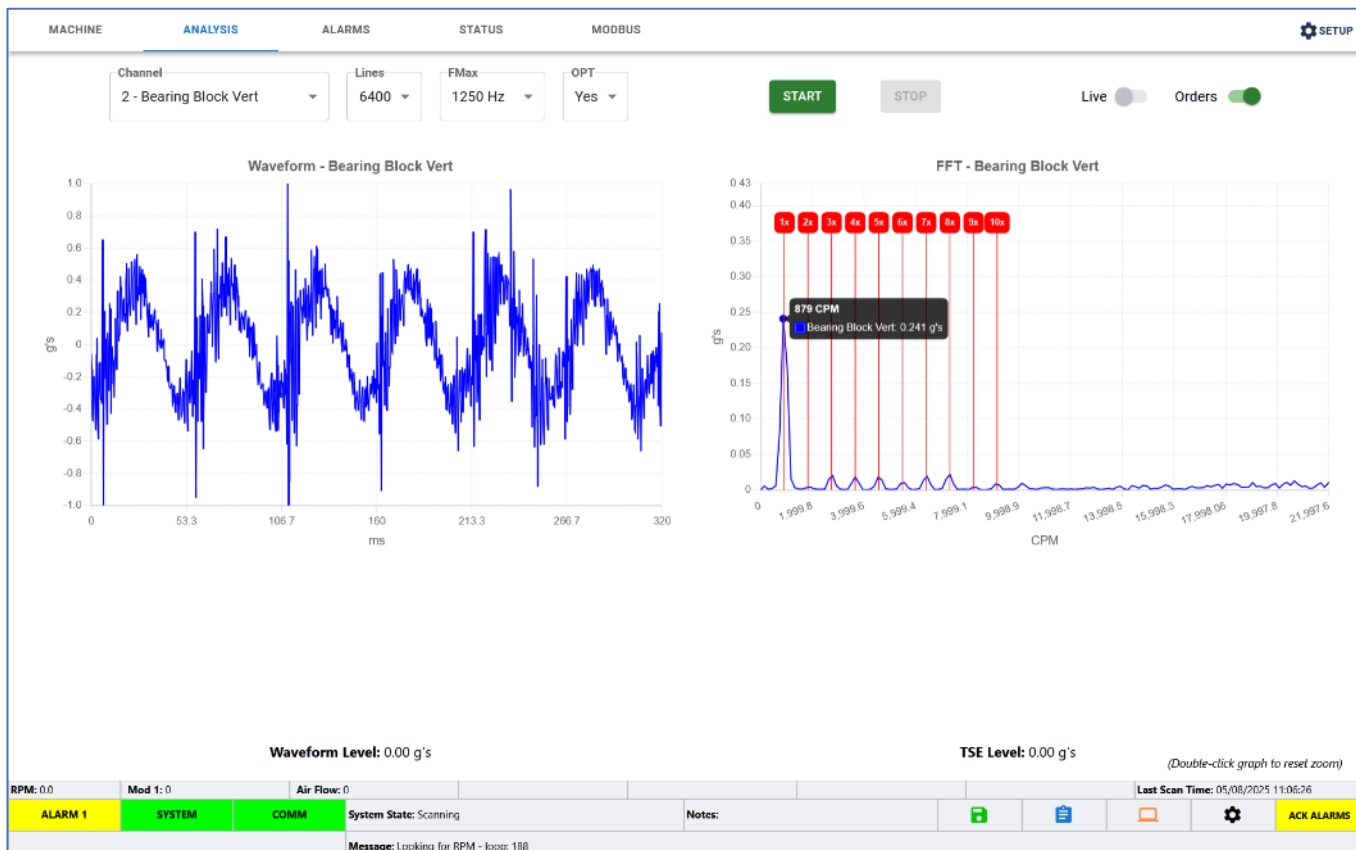 MACHINE ANALYSIS ALARMS STATUS MODBUS SETUP
Channel Lines FMax OPT
2 - Bearing Block Vert 6400 1250 Hz Yes START STOP Live Orders
Waveform - Bearing Block Vert
1.0
0.8
0.6
0.4
0.2
0
-0.2
-0.4
-0.6
-0.8
-1.0
g's
0 53.3 106.7 160 213.3 266.7 320
ms
FFT - Bearing Block Vert
0.43
0.40
0.35
0.30
0.25
0.20
0.15
0.10
0.05
0
g's
1x 2x 3x 4x 5x 6x 7x 8x 9x 10x
879 CPM
Bearing Block Vert: 0.241 g's
0 1,999.8 3,999.6 5,999.4 7,999.1 9,998.9 11,998.7 13,998.5 15,998.3 17,998.06 19,997.8 21,997.6
CPM
Waveform Level: 0.00 g's TSE Level: 0.00 g's
(Double-click graph to reset zoom)
RPM: 0.0 Mod 1: 0 Air Flow: 0 Last Scan Time: 05/08/2025 11:06:26
ALARM 1 SYSTEM COMM System State: Scanning Notes: ACK ALARMS
Message: Looking for RPM - loop: 188